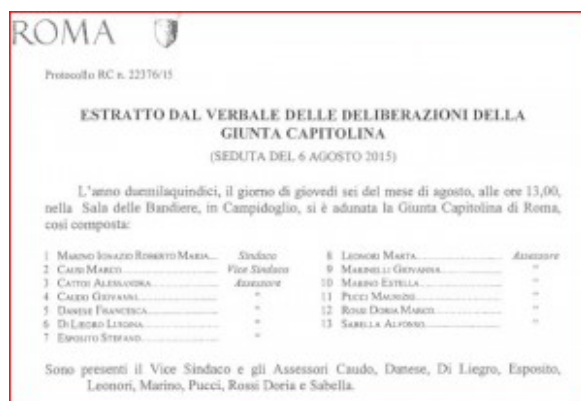 ROMA
Protocollo RC n. 22376/15
ESTRATTO DAL VERBALE DELLE DELIBERAZIONI DELLA
GIUNTA CAPITOLINA
(SEDUTA DEL 6 AGOSTO 2015)
L'anno duemilaquindici, il giorno di giovedì sei del mese di agosto, alle ore 13,00,
nella Sala delle Bandiere, in Campidoglio, si è adunata la Giunta Capitolina di Roma,
così composta:
1 MARINO IGNAZIO ROBERTO MARIA... Sindaco
2 CAUSI MARCO... Vice Sindaco
3 CATTOI ALESSANDRA... Assessore
4 CAUDO GIOVANNI... "
5 DANESE FRANCESCA... "
6 DI LIEGRO LUIGINA... "
7 ESPOSITO STEFANO... "
8 LEONORI MARTA... Assessore
9 MARINELLI GIOVANNA... "
10 MARINO ESTELLA... "
11 PUCCI MAURIZIO... "
12 ROSSI DORIA MARCO... "
13 SABELLA ALFONSO... "
Sono presenti il Vice Sindaco e gli Assessori Caudo, Danese, Di Liegro, Esposito,
Leonori, Marino, Pucci, Rossi Doria e Sabella.